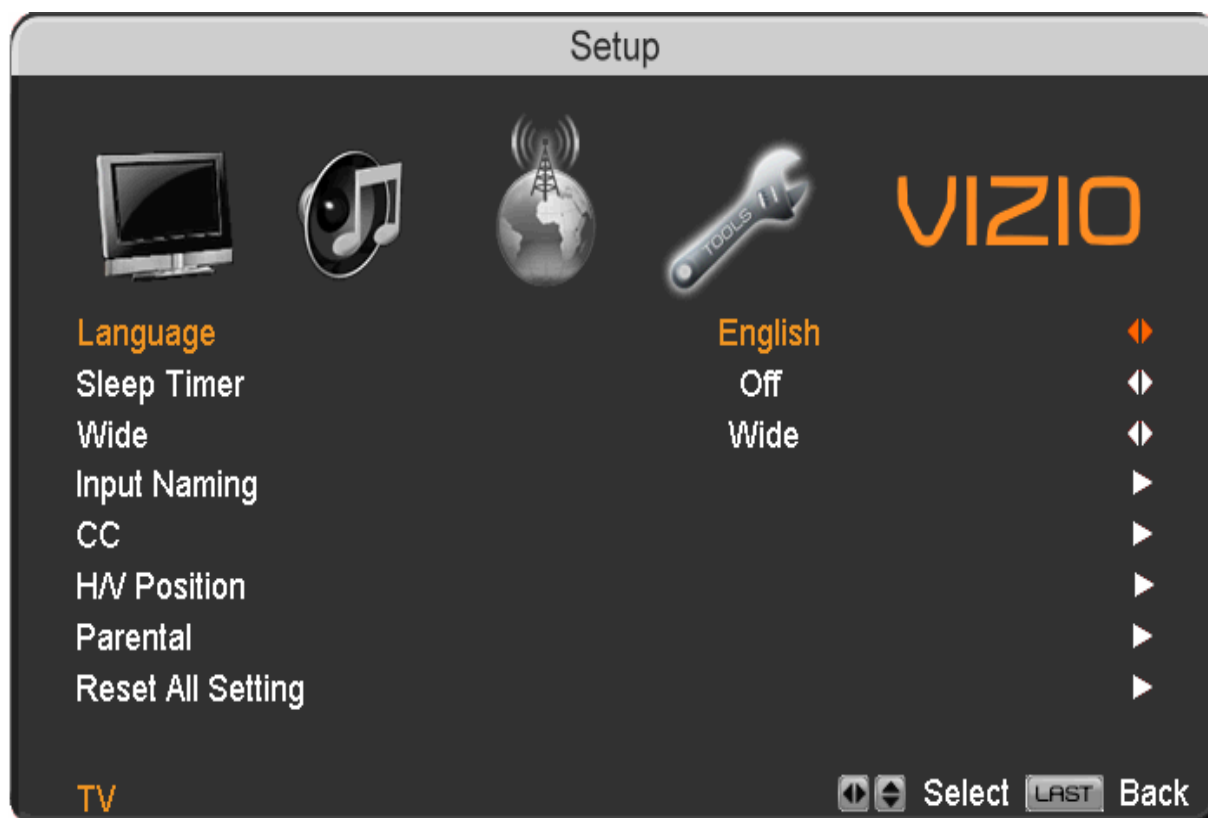 Setup
TOOLS
VIZIO
Language English
Sleep Timer Off
Wide Wide
Input Naming
CC
H/V Position
Parental
Reset All Setting
TV Select LAST Back